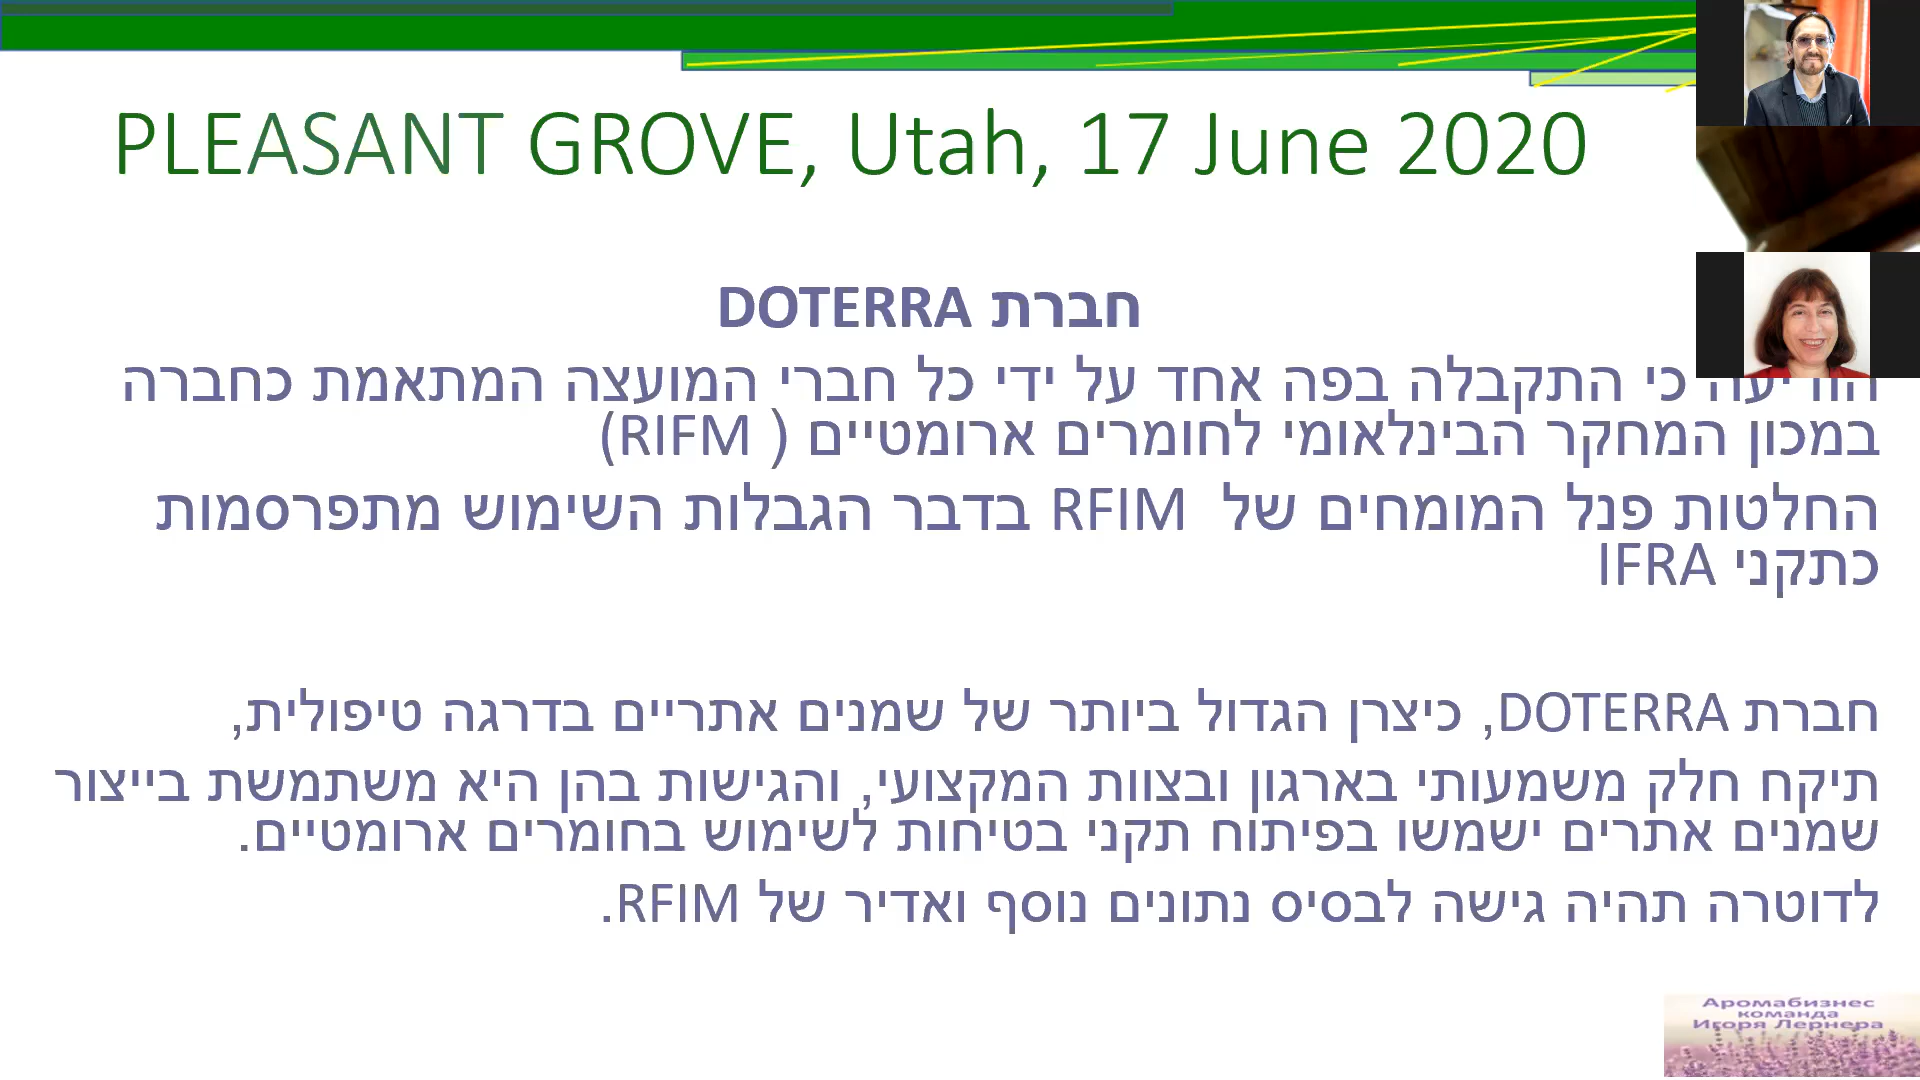 PLEASANT GROVE, Utah, 17 June 2020
חברת DOTERRA
כי התקבלה בפה אחד על ידי כל חברי המועצה המתאמת כחברה
במכון המחקר הבינלאומי לחומרים ארומטיים ( RIFM)
החלטות פנל המומחים של RFIM בדבר הגבלות השימוש מתפרסמות
כתקני IFRA
חברת DOTERRA, כיצרן הגדול ביותר של שמנים אתריים בדרגה טיפולית,
תיקח חלק משמעותי בארגון ובצוות המקצועי, והגישות בהן היא משתמשת בייצור
שמנים אתרים ישמשו בפיתוח תקני בטיחות לשימוש בחומרים ארומטיים.
לדוטרה תהיה גישה לבסיס נתונים נוסף ואדיר של RFIM.
Аромабизнес
команда
Игоря Лернера